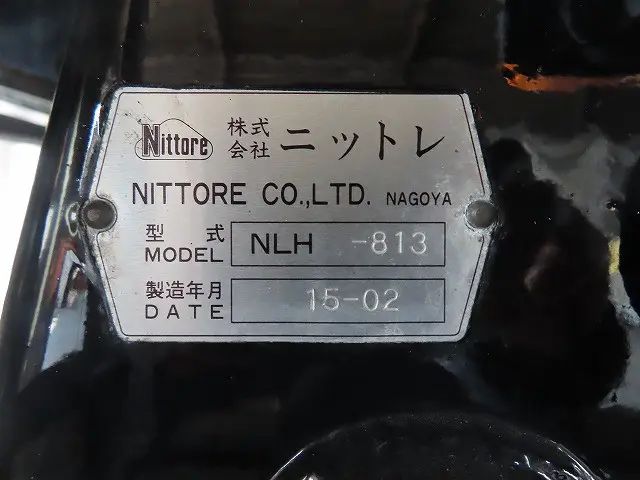 Nittore 株式会社 ニットレ
NITTORE CO.,LTD. NAGOYA
型式 NLH -813
MODEL
製造年月 15-02
DATE